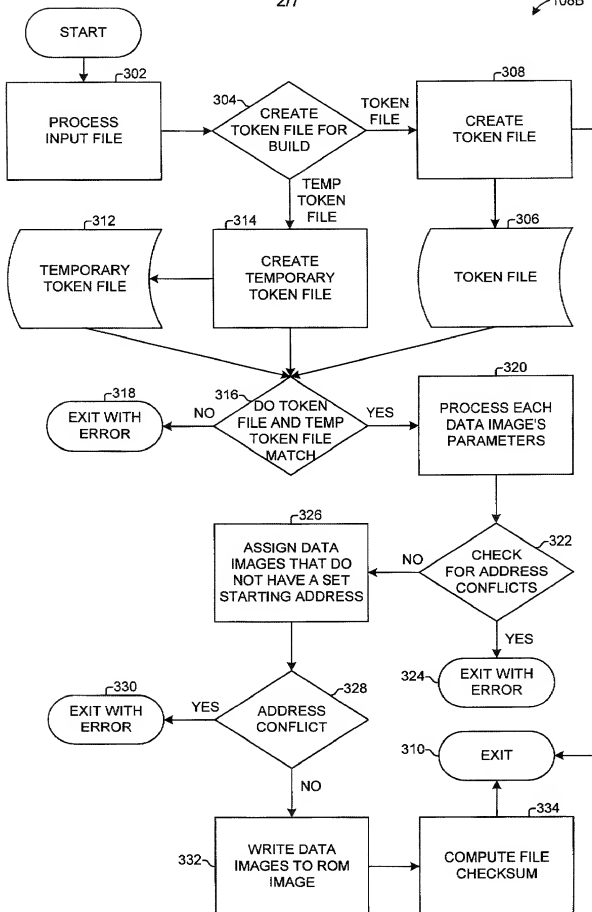 2/7
108B
START
302
PROCESS
INPUT FILE
304
CREATE
TOKEN FILE FOR
BUILD
TOKEN
FILE
308
CREATE
TOKEN FILE
TEMP
TOKEN
FILE
312
TEMPORARY
TOKEN FILE
314
CREATE
TEMPORARY
TOKEN FILE
306
TOKEN FILE
318
EXIT WITH
ERROR
NO
316
DO TOKEN
FILE AND TEMP
TOKEN FILE
MATCH
YES
320
PROCESS EACH
DATA IMAGE'S
PARAMETERS
326
ASSIGN DATA
IMAGES THAT DO
NOT HAVE A SET
STARTING ADDRESS
NO
322
CHECK
FOR ADDRESS
CONFLICTS
YES
324
EXIT WITH
ERROR
330
EXIT WITH
ERROR
YES
328
ADDRESS
CONFLICT
NO
310
EXIT
332
WRITE DATA
IMAGES TO ROM
IMAGE
334
COMPUTE FILE
CHECKSUM